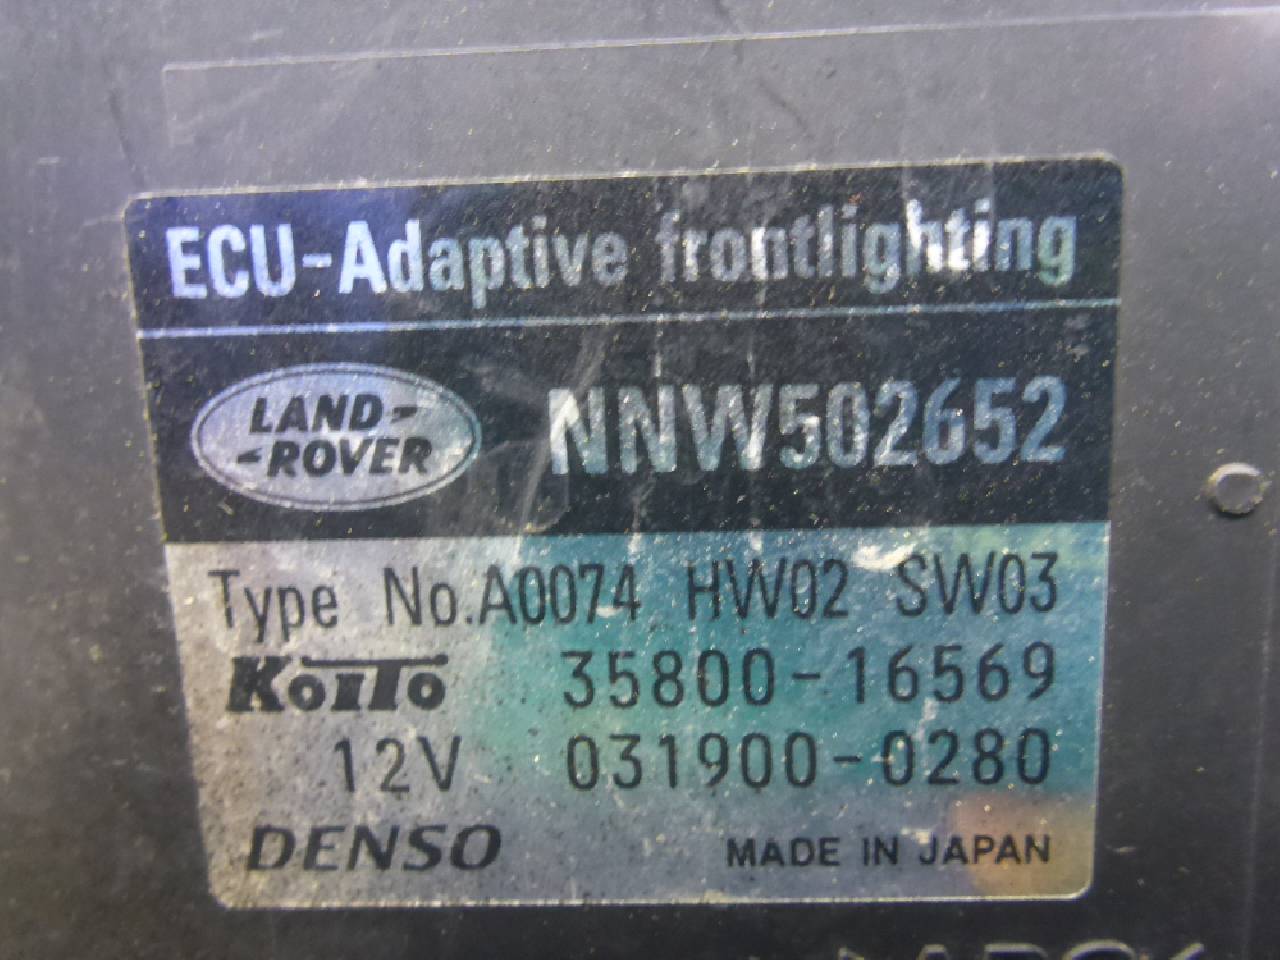 ECU-Adaptive frontlighting
LAND-
-ROVER
NNW502652
Type No.A0074 HW02 SW03
KoiTo 35800-16569
12V 031900-0280
DENSO MADE IN JAPAN